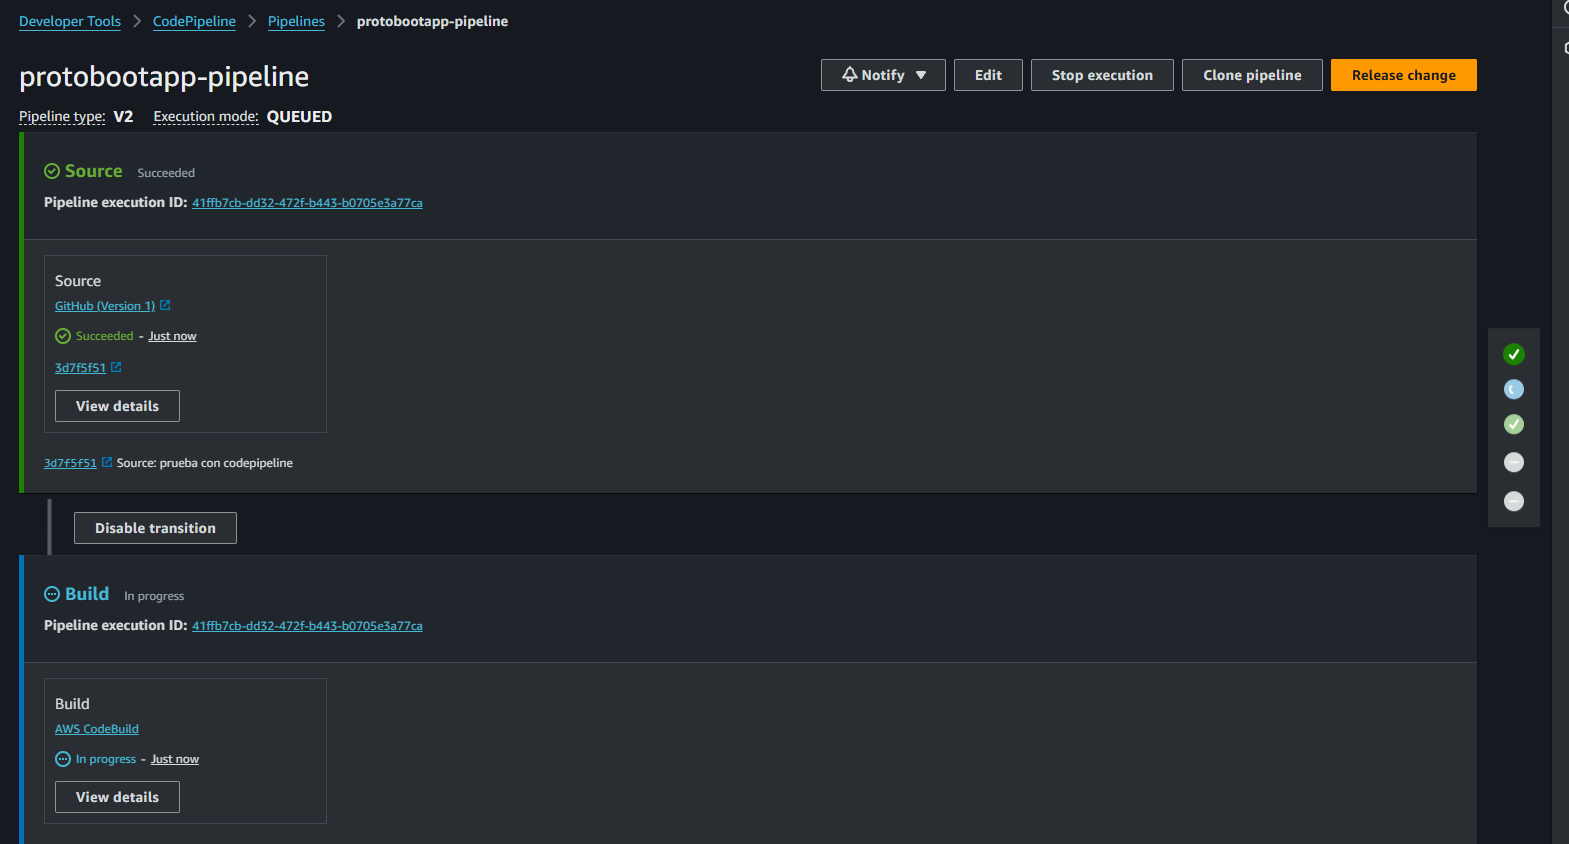 Developer Tools > CodePipeline > Pipelines > protobootapp-pipeline
protobootapp-pipeline
Notify ▼ Edit Stop execution Clone pipeline Release change
Pipeline type: V2 Execution mode: QUEUED
Source Succeeded
Pipeline execution ID: 41ffb7cb-dd32-472f-b443-b0705e3a77ca
Source
GitHub (Version 1)
Succeeded - Just now
3d7f5f51
View details
3d7f5f51 Source: prueba con codepipeline
Disable transition
Build In progress
Pipeline execution ID: 41ffb7cb-dd32-472f-b443-b0705e3a77ca
Build
AWS CodeBuild
In progress - Just now
View details